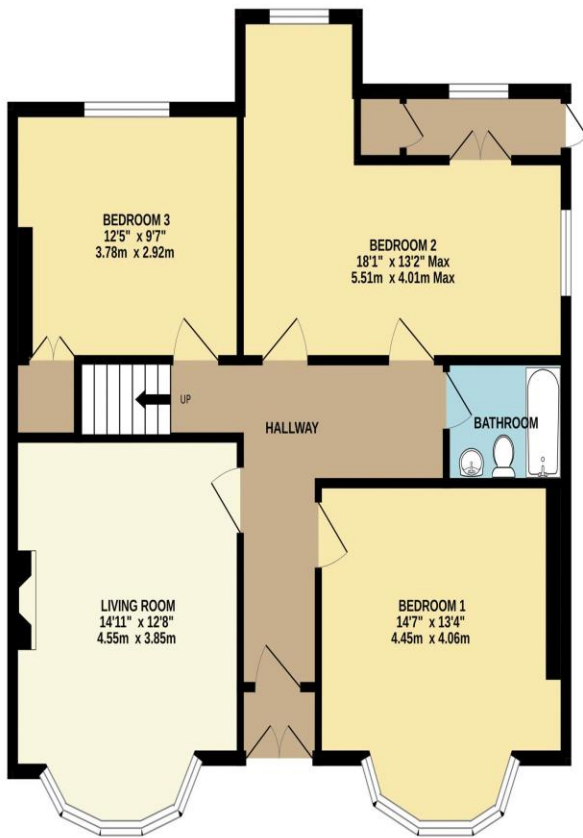 BEDROOM 3
12'5" x 9'7"
3.78m x 2.92m
BEDROOM 2
18'1" x 13'2" Max
5.51m x 4.01m Max
UP
HALLWAY
BATHROOM
LIVING ROOM
14'11" x 12'8"
4.55m x 3.85m
BEDROOM 1
14'7" x 13'4"
4.45m x 4.06m